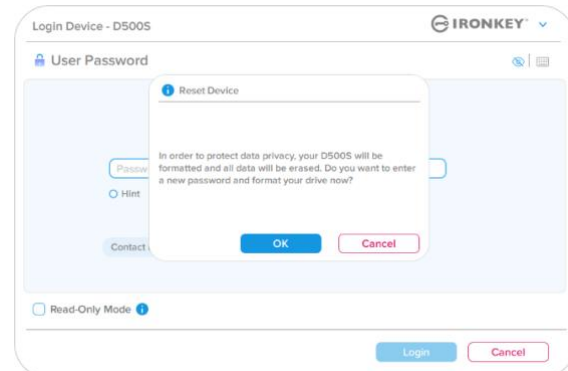 Login Device - D500S
IRONKEY
User Password
Reset Device
In order to protect data privacy, your D500S will be
formatted and all data will be erased. Do you want to enter
a new password and format your drive now?
Passw
Hint
OK
Cancel
Contact
Read-Only Mode
Login
Cancel